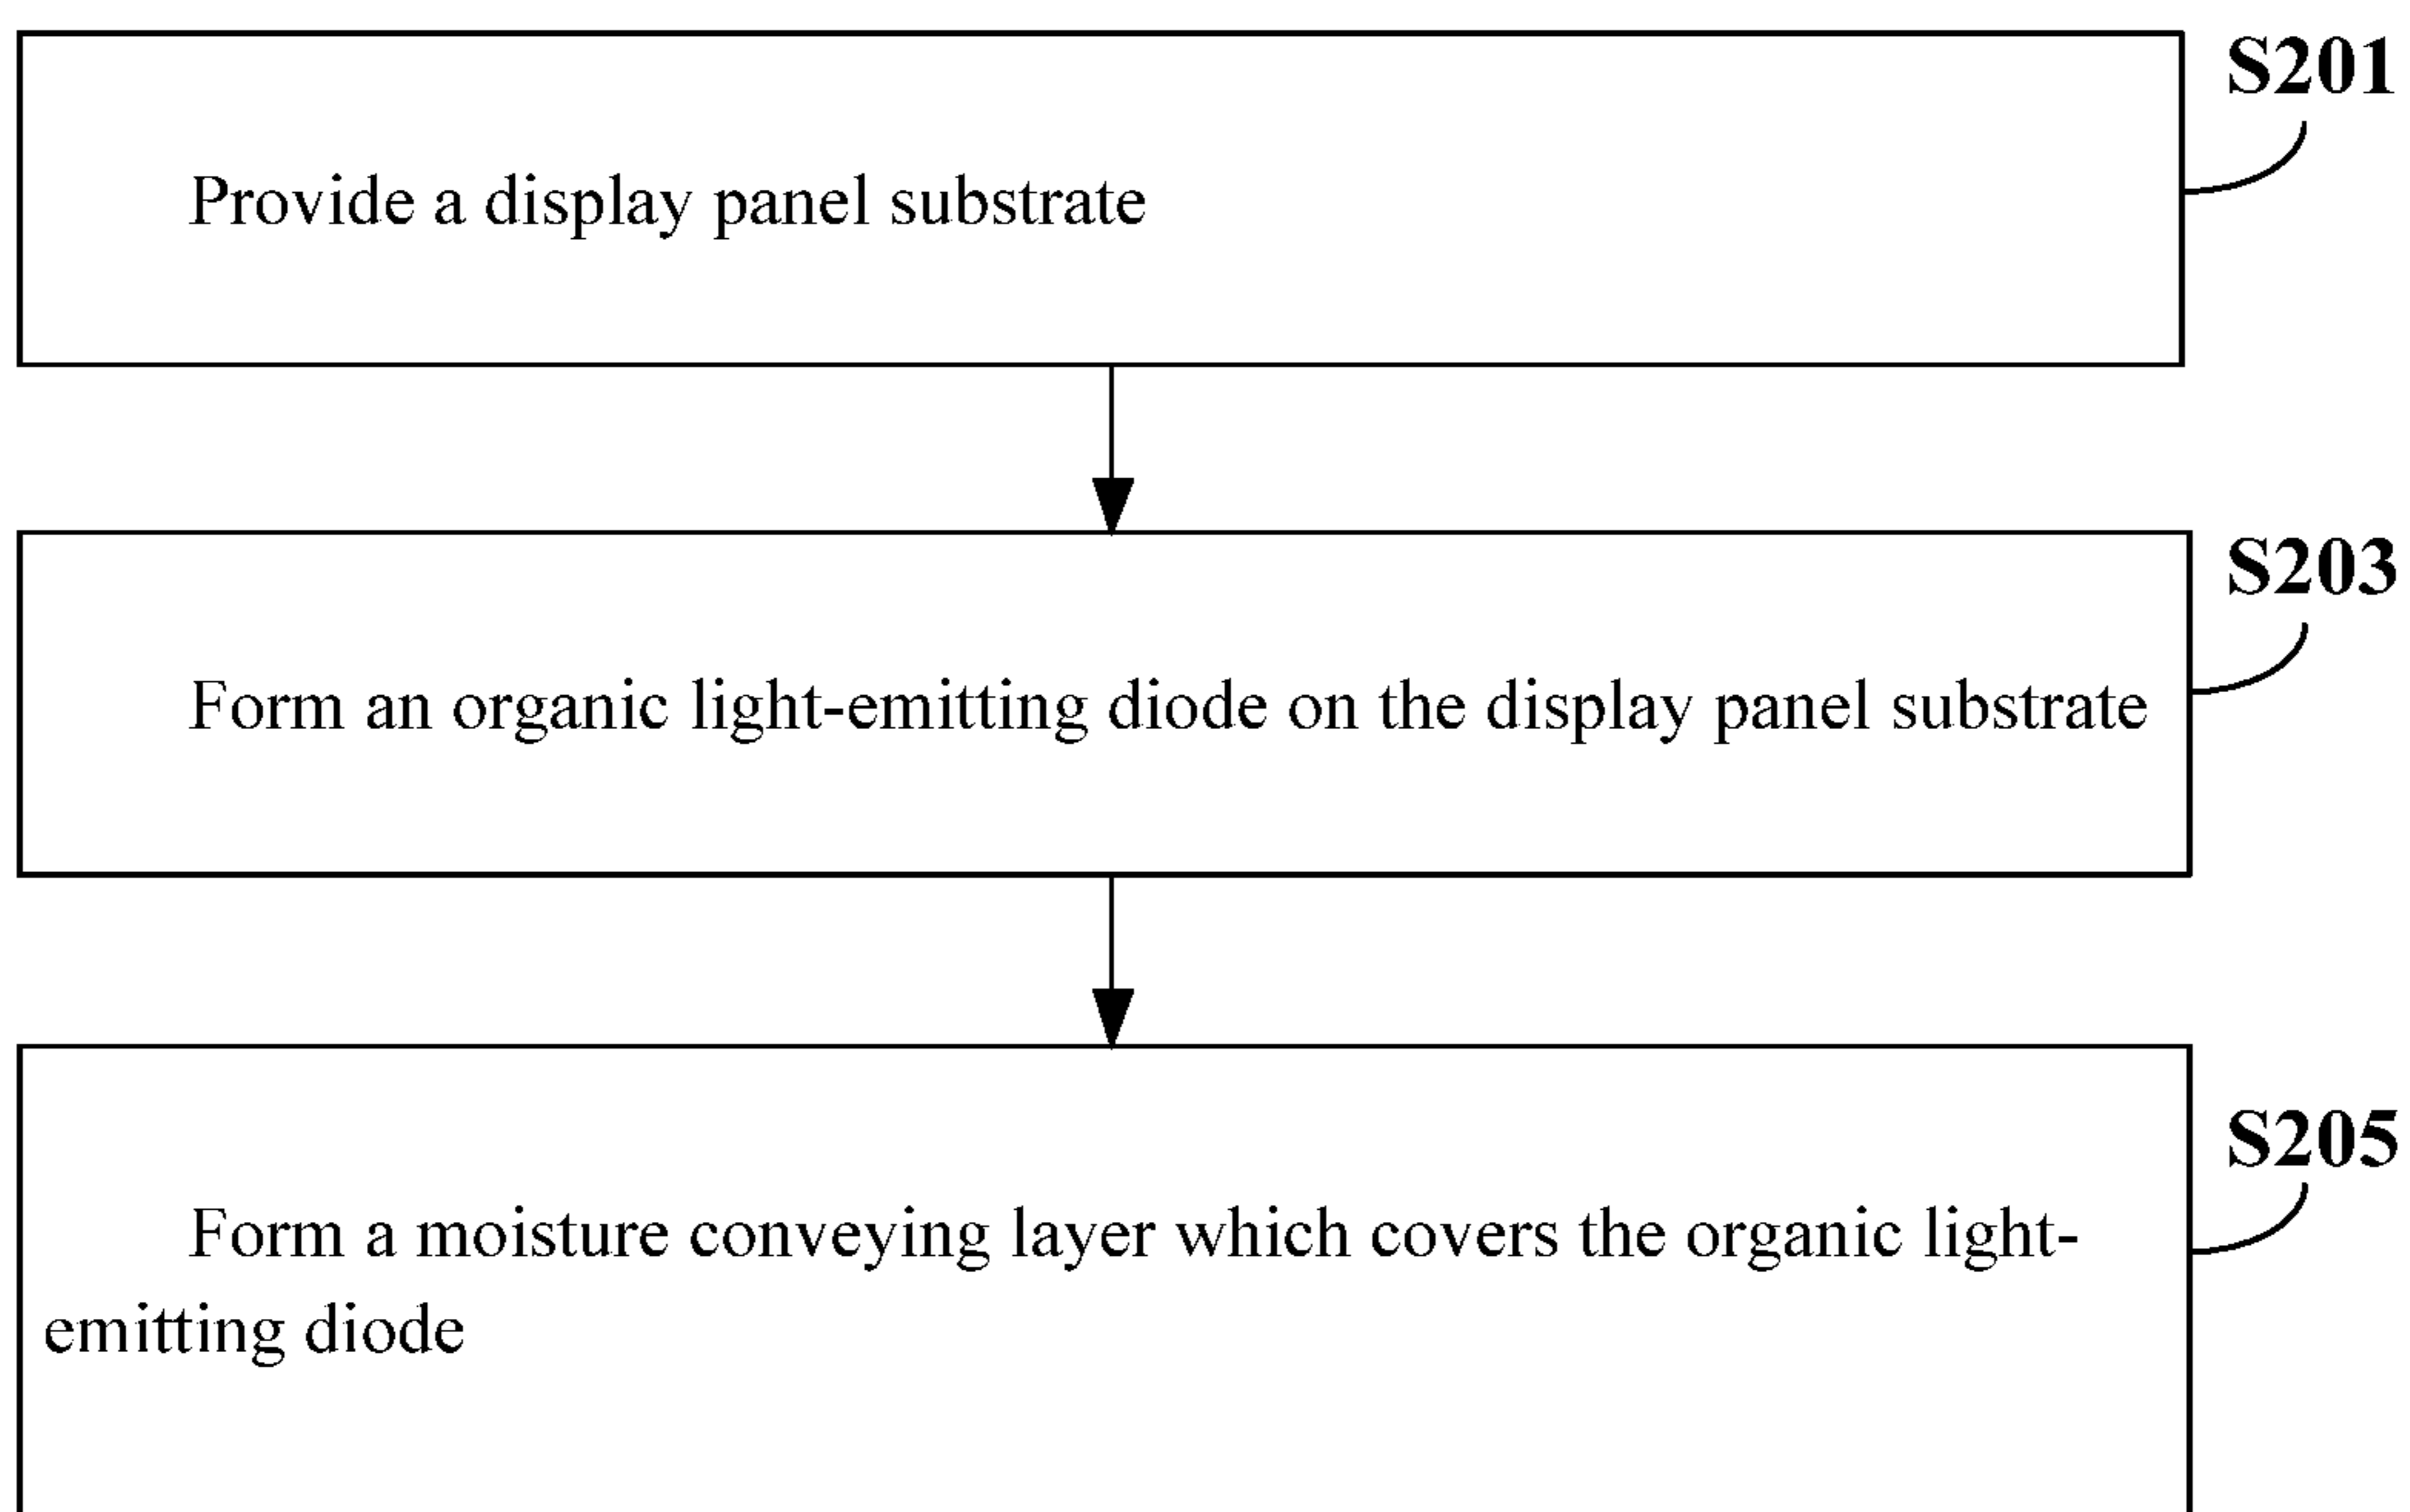 S201
Provide a display panel substrate
S203
Form an organic light-emitting diode on the display panel substrate
S205
Form a moisture conveying layer which covers the organic light-
emitting diode